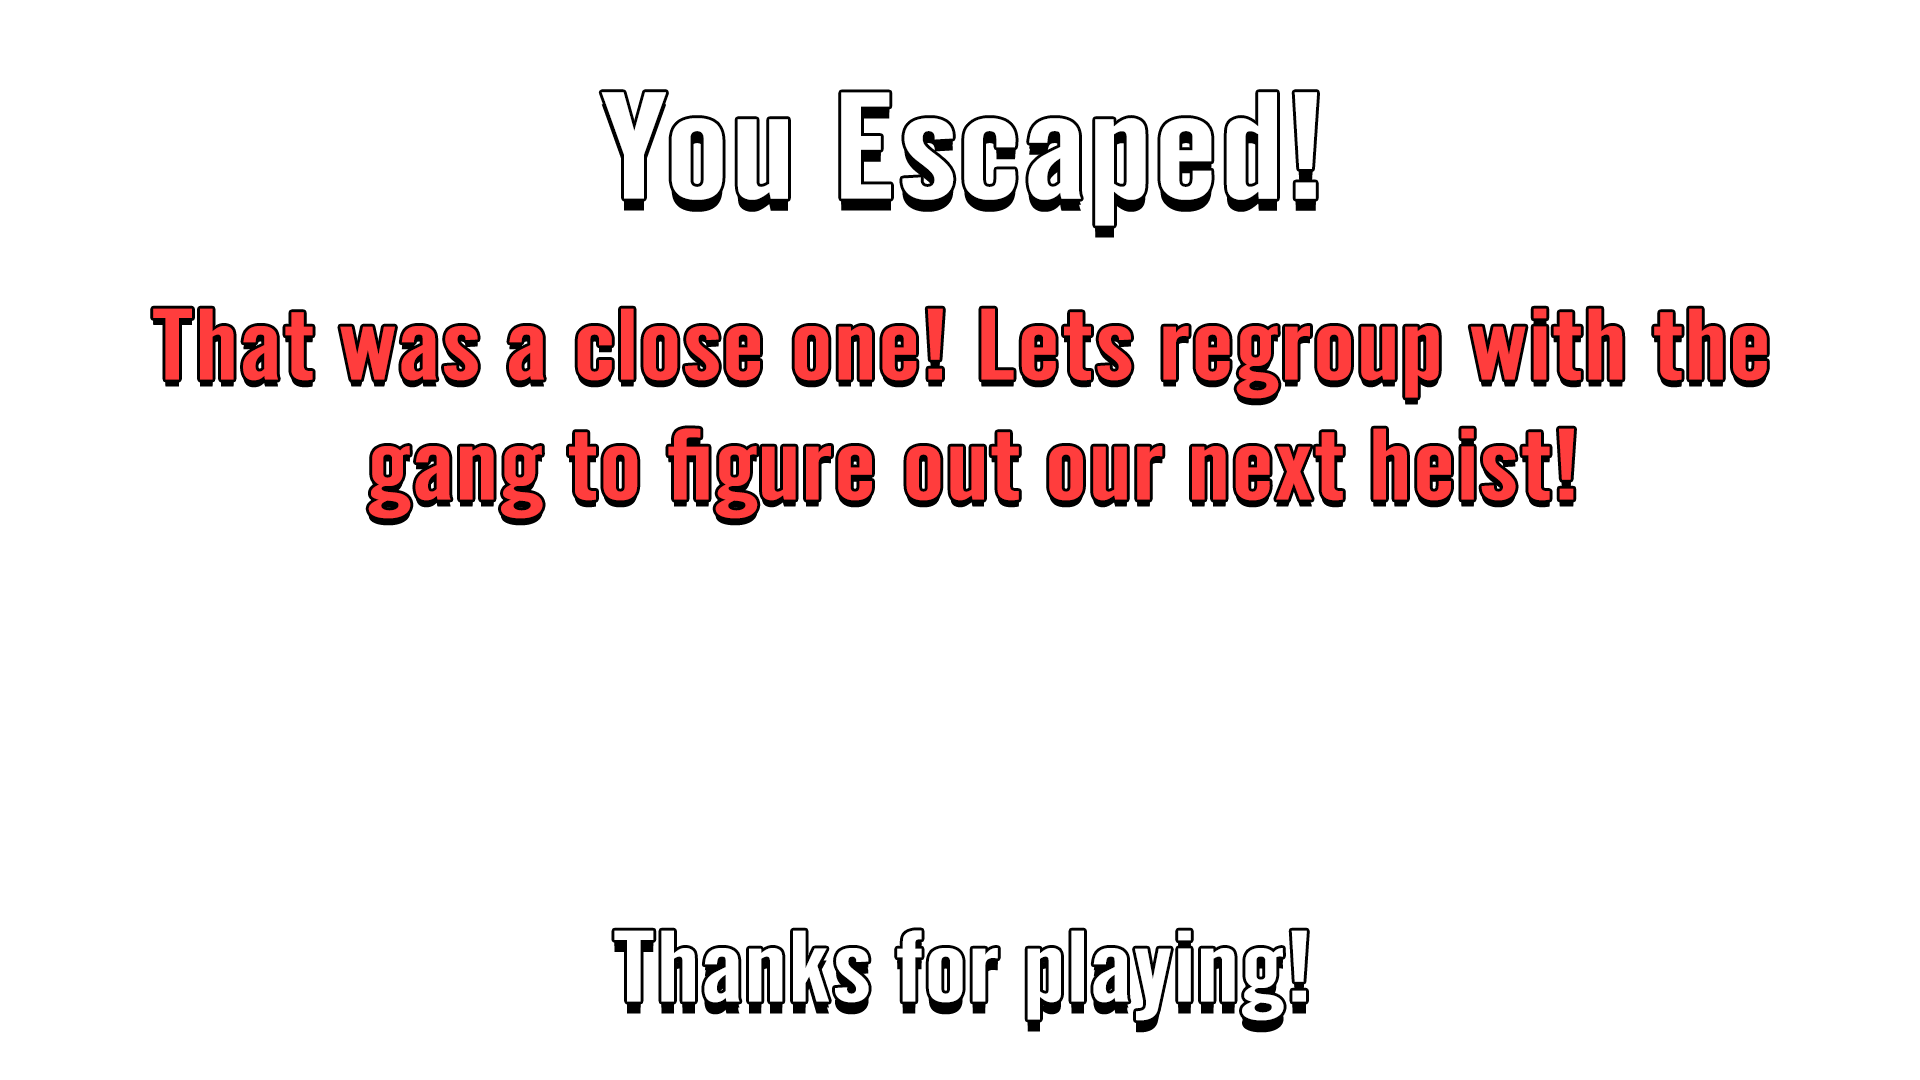 You Escaped!
That was a close one! Lets regroup with the
gang to figure out our next heist!
Thanks for playing!